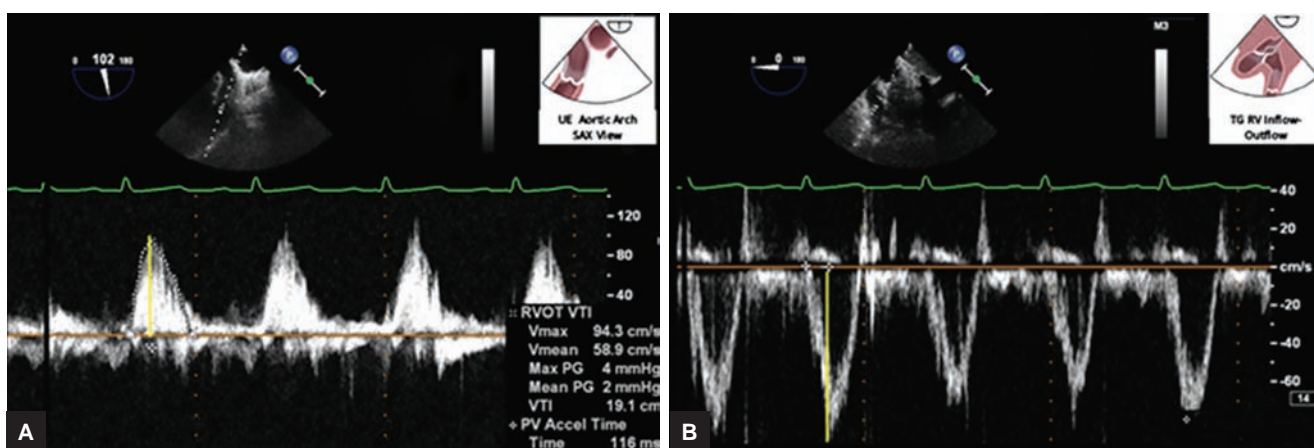 0 102 180
UE Aortic Arch
SAX View
120
80
40
RVOT VTI
Vmax 94.3 cm/s
Vmean 58.9 cm/s
Max PG 4 mmHg
Mean PG 2 mmHg
VTI 19.1 cm
PV Accel Time
Time 116 ms
A
0 0 180
M3
TG RV Inflow-
Outflow
40
20
cm/s
-20
-40
-60
14
B